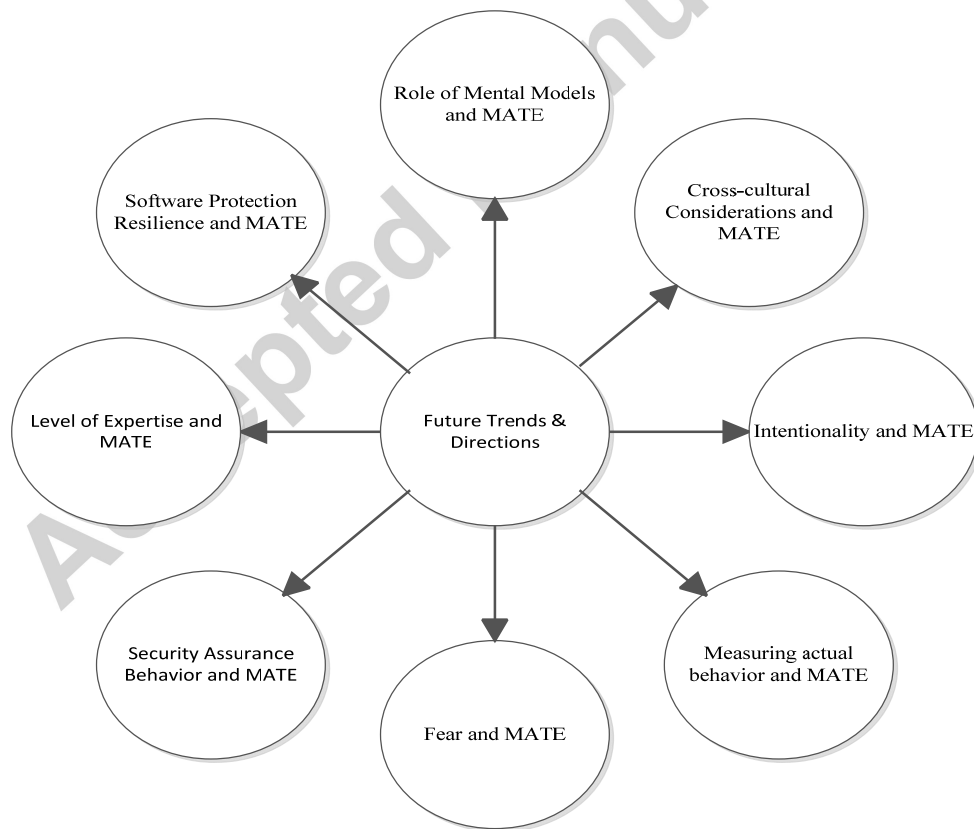 Role of Mental Models
and MATE
Software Protection
Resilience and MATE
Cross-cultural
Considerations and
MATE
Level of Expertise and
MATE
Future Trends &
Directions
Intentionality and MATE
Security Assurance
Behavior and MATE
Measuring actual
behavior and MATE
Fear and MATE